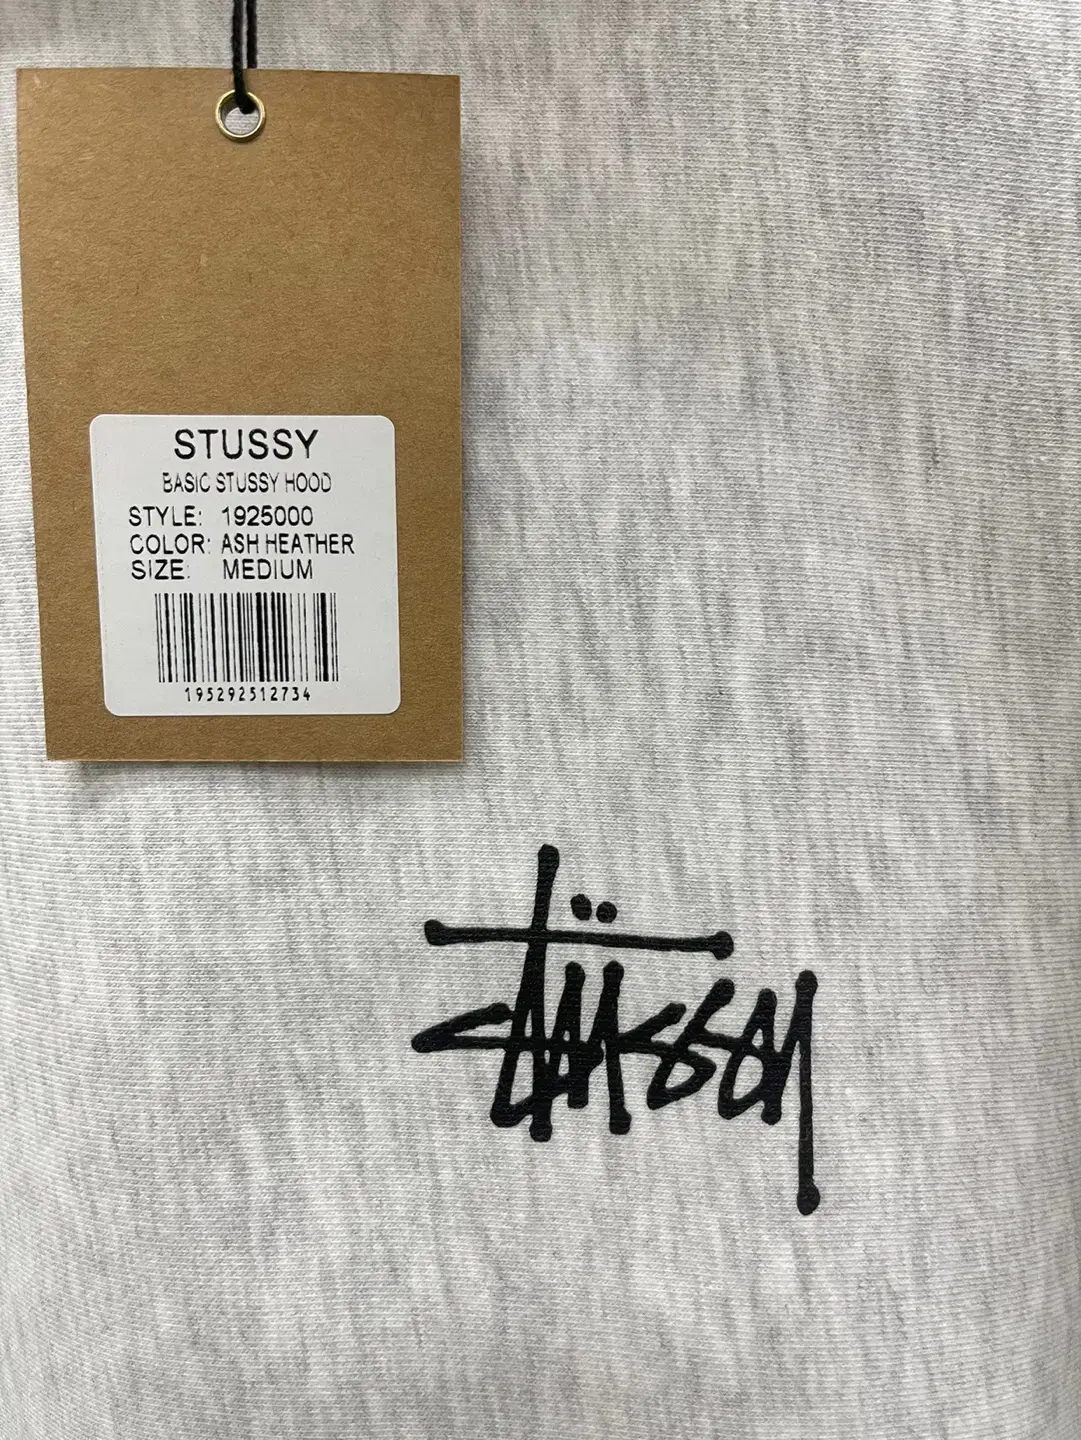 STUSSY
BASIC STUSSY HOOD
STYLE: 1925000
COLOR: ASH HEATHER
SIZE: MEDIUM
195292512734
Stüssy